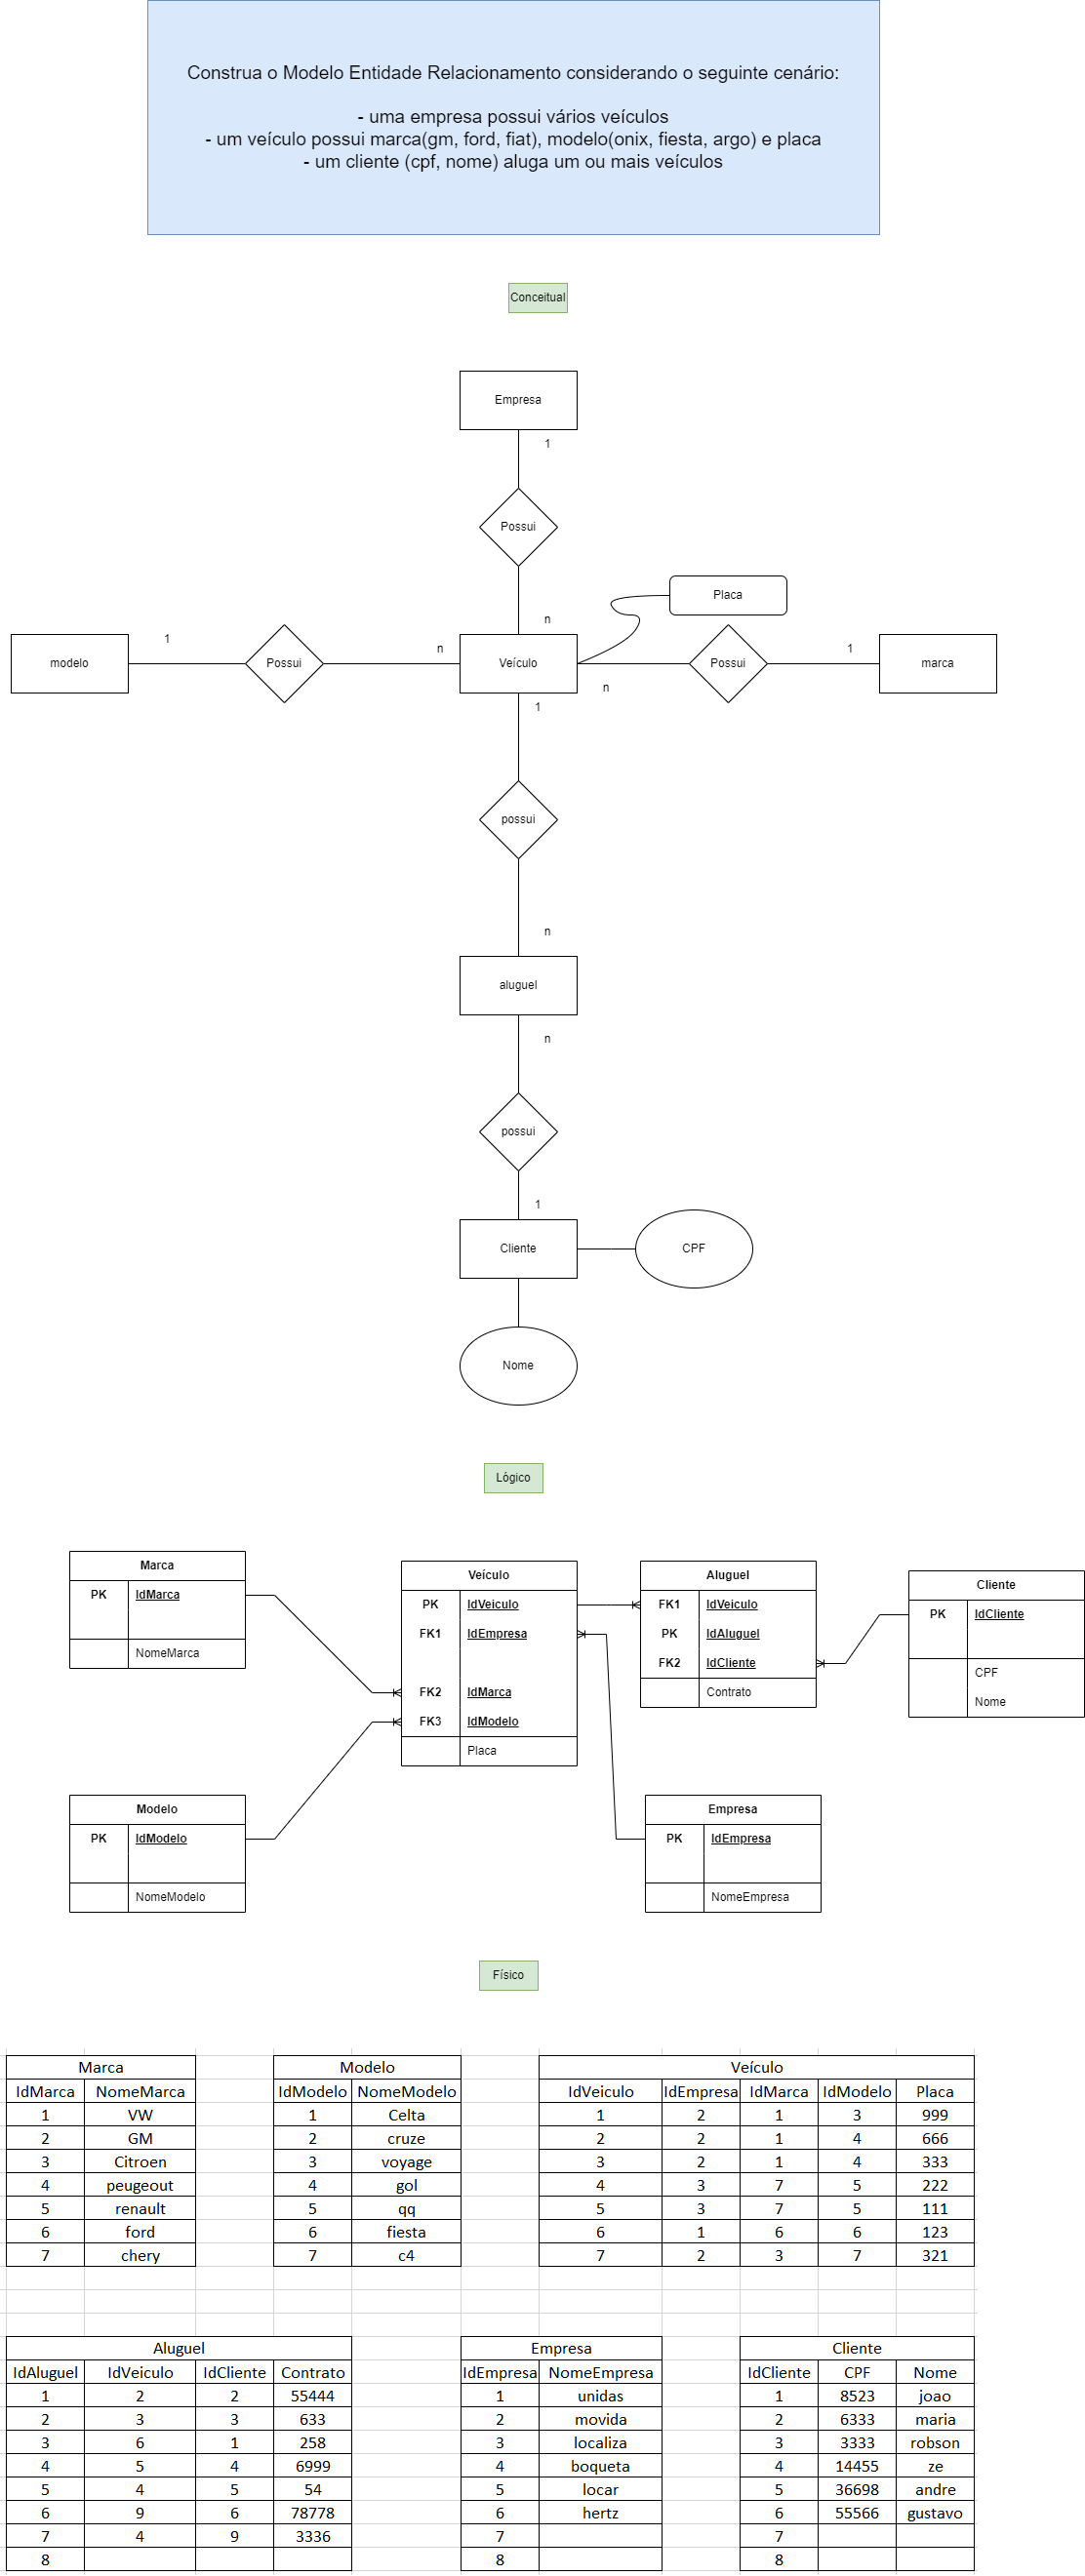 Construa o Modelo Entidade Relacionamento considerando o seguinte cenário:
- uma empresa possui vários veículos
- um veículo possui marca(gm, ford, fiat), modelo(onix, fiesta, argo) e placa
- um cliente (cpf, nome) aluga um ou mais veículos
Conceitual
Empresa
1
Possui
Placa
n
modelo
1
Possui
n
Veículo
n
Possui
1
marca
1
possui
n
aluguel
n
possui
1
Cliente
CPF
Nome
Lógico
Marca
PK IdMarca
NomeMarca
Veículo
PK IdVeiculo
FK1 IdEmpresa
FK2 IdMarca
FK3 IdModelo
Placa
Aluguel
FK1 IdVeiculo
PK IdAluguel
FK2 IdCliente
Contrato
Cliente
PK IdCliente
CPF
Nome
Modelo
PK IdModelo
NomeModelo
Empresa
PK IdEmpresa
NomeEmpresa
Físico
Marca
IdMarca NomeMarca
1 VW
2 GM
3 Citroen
4 peugeout
5 renault
6 ford
7 chery
Modelo
IdModelo NomeModelo
1 Celta
2 cruze
3 voyage
4 gol
5 qq
6 fiesta
7 c4
Veículo
IdVeiculo IdEmpresa IdMarca IdModelo Placa
1 2 1 3 999
2 2 1 4 666
3 2 1 4 333
4 3 7 5 222
5 3 7 5 111
6 1 6 6 123
7 2 3 7 321
Aluguel
IdAluguel IdVeiculo IdCliente Contrato
1 2 2 55444
2 3 3 633
3 6 1 258
4 5 4 6999
5 4 5 54
6 9 6 78778
7 4 9 3336
8
Empresa
IdEmpresa NomeEmpresa
1 unidas
2 movida
3 localiza
4 boqueta
5 locar
6 hertz
7
8
Cliente
IdCliente CPF Nome
1 8523 joao
2 6333 maria
3 3333 robson
4 14455 ze
5 36698 andre
6 55566 gustavo
7
8